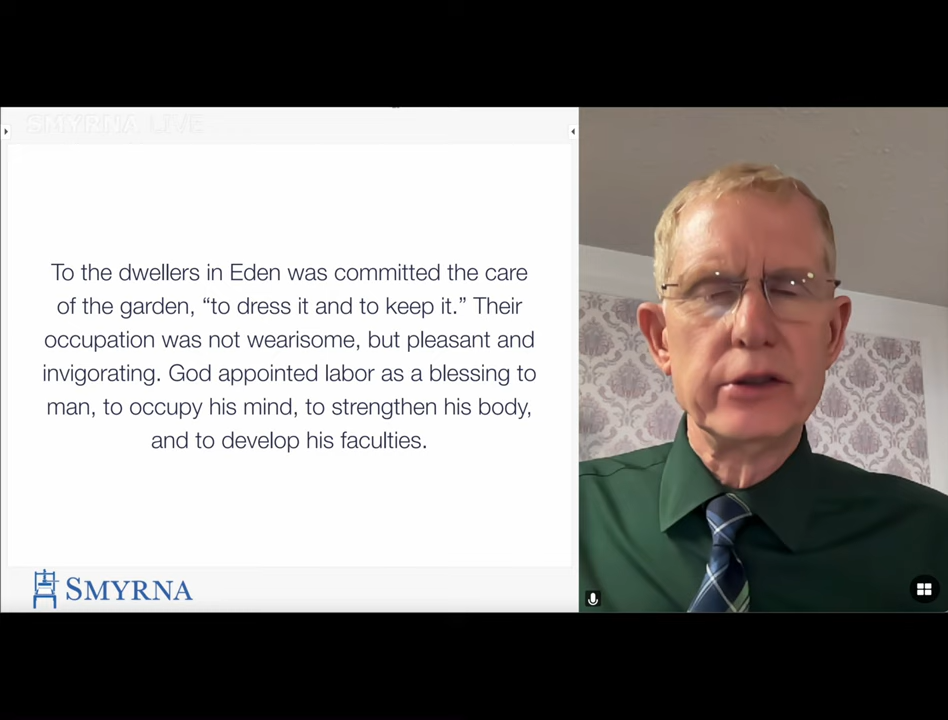 SMYRNA LIVE
To the dwellers in Eden was committed the care
of the garden, “to dress it and to keep it.” Their
occupation was not wearisome, but pleasant and
invigorating. God appointed labor as a blessing to
man, to occupy his mind, to strengthen his body,
and to develop his faculties.
SMYRNA